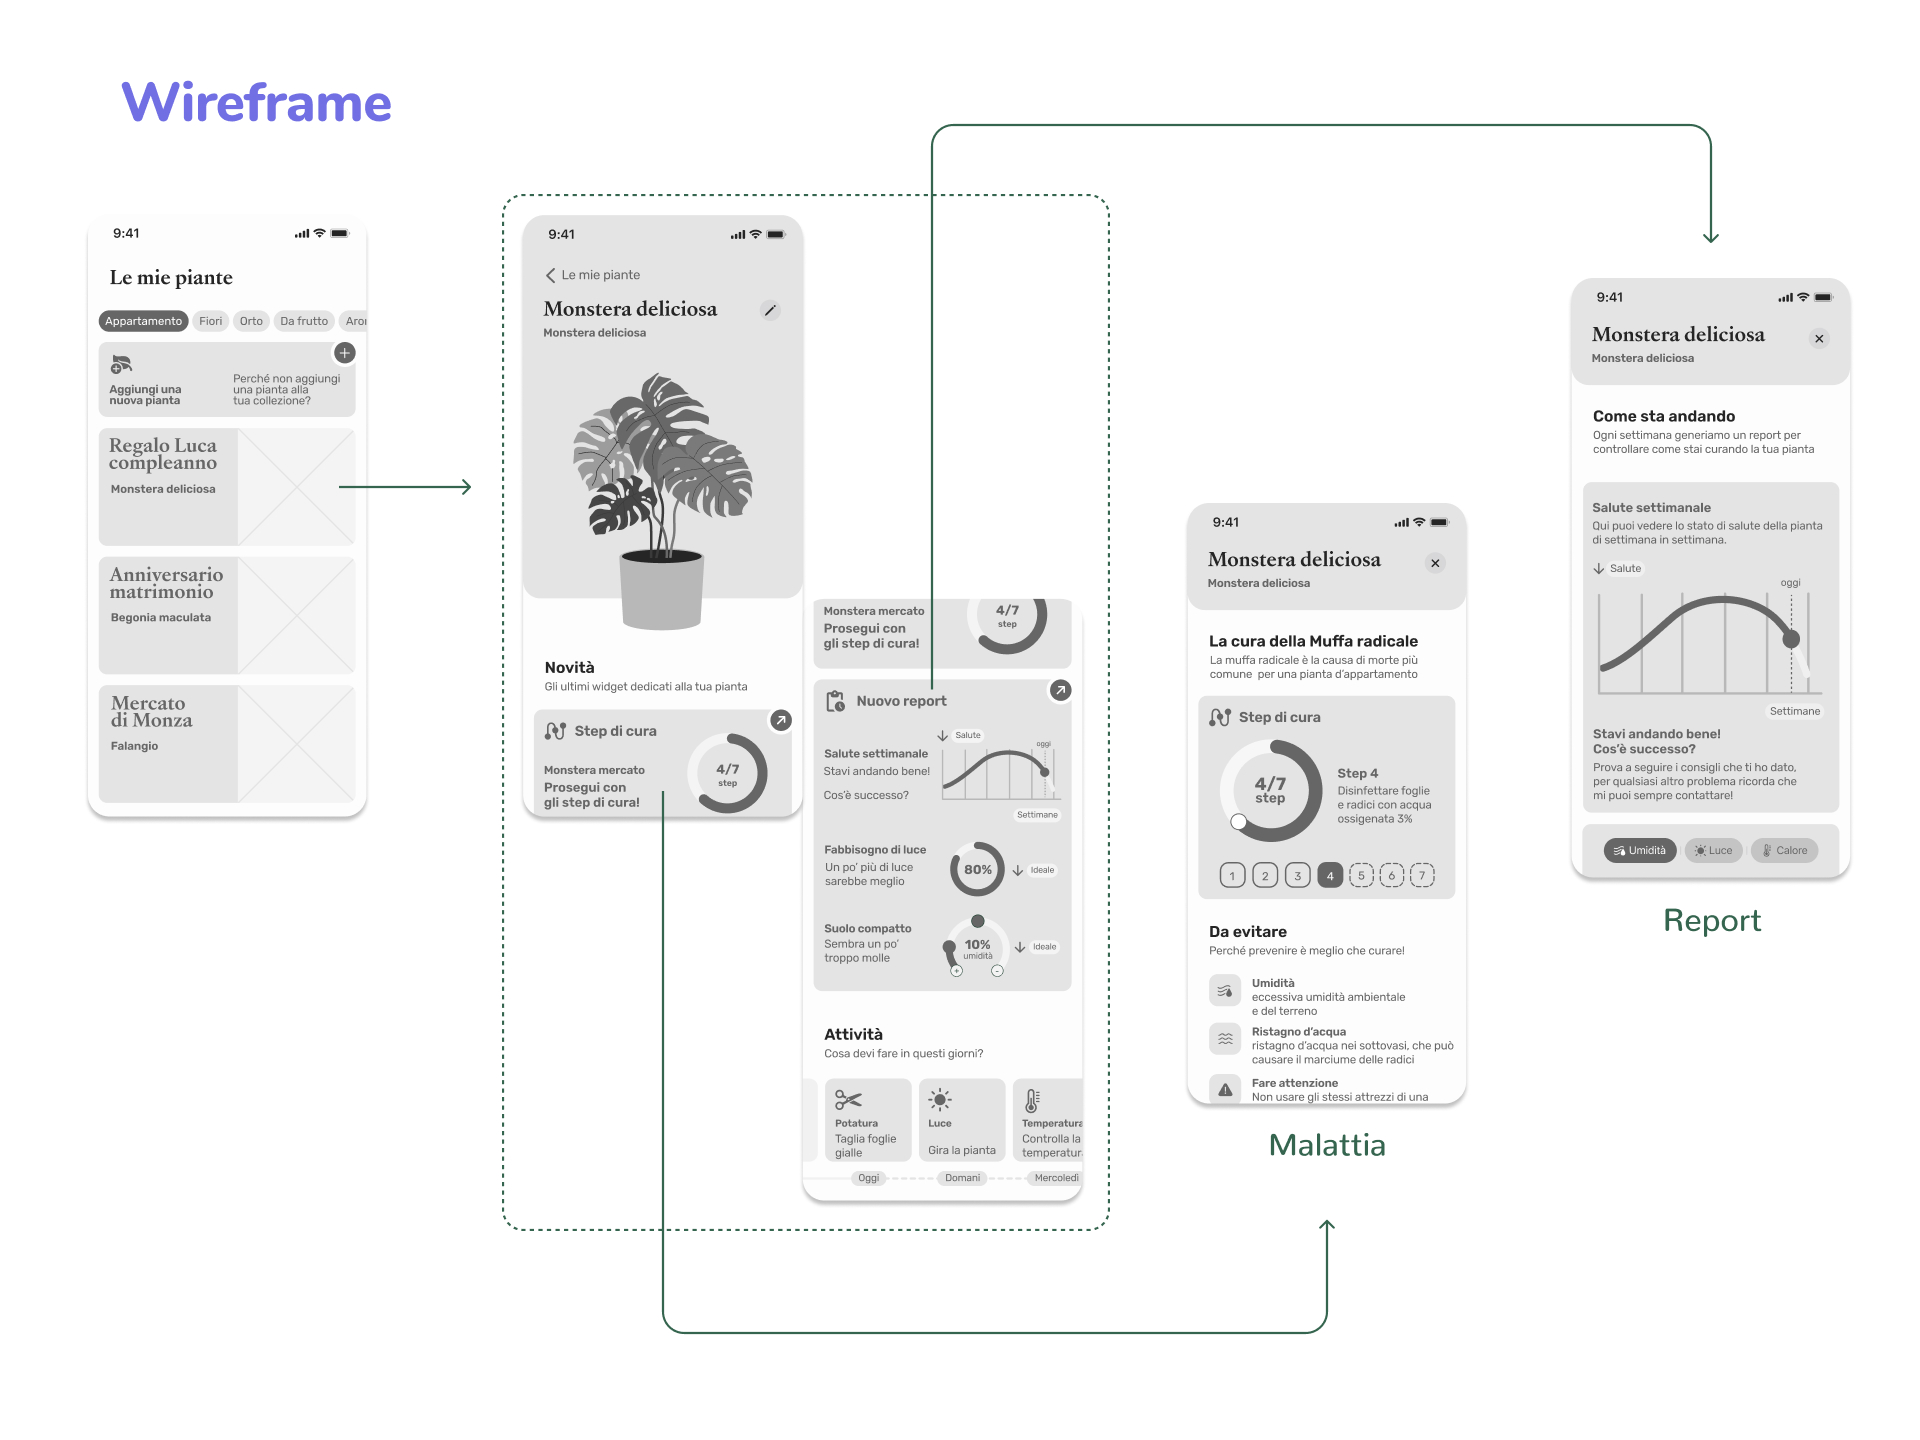 Wireframe
9:41
Le mie piante
Appartamento
Fiori
Orto
Da frutto
Aggiungi una
nuova pianta
Perché non aggiungi
una pianta alla
tua collezione?
Regalo Luca
compleanno
Monstera deliciosa
Anniversario
matrimonio
Begonia maculata
Mercato
di Monza
Falangio
9:41
Le mie piante
Monstera deliciosa
Monstera deliciosa
Novità
Gli ultimi widget dedicati alla tua pianta
Step di cura
Monstera mercato
Prosegui con
gli step di cura!
4/7
step
Monstera mercato
Prosegui con
gli step di cura!
4/7
step
Nuovo report
Salute settimanale
Stavi andando bene!
Cos'è successo?
Salute
oggi
Settimane
Fabbisogno di luce
Un po' più di luce
sarebbe meglio
80%
Ideale
Suolo compatto
Sembra un po'
troppo molle
10%
umidità
+
-
Ideale
Attività
Cosa devi fare in questi giorni?
Potatura
Taglia foglie
gialle
Luce
Gira la pianta
Temperatura
Controlla la
temperatur
Oggi
Domani
Mercoledì
9:41
Monstera deliciosa
Monstera deliciosa
La cura della Muffa radicale
La muffa radicale è la causa di morte più
comune per una pianta d'appartamento
Step di cura
4/7
step
Step 4
Disinfettare foglie
e radici con acqua
ossigenata 3%
1 2 3 4 5 6 7
Da evitare
Perché prevenire è meglio che curare!
Umidità
eccessiva umidità ambientale
e del terreno
Ristagno d'acqua
ristagno d'acqua nei sottovasi, che può
causare il marciume delle radici
Fare attenzione
Non usare gli stessi attrezzi di una
Malattia
9:41
Monstera deliciosa
Monstera deliciosa
Come sta andando
Ogni settimana generiamo un report per
controllare come stai curando la tua pianta
Salute settimanale
Qui puoi vedere lo stato di salute della pianta
di settimana in settimana.
Salute
oggi
Settimane
Stavi andando bene!
Cos'è successo?
Prova a seguire i consigli che ti ho dato,
per qualsiasi altro problema ricorda che
mi puoi sempre contattare!
Umidità
Luce
Calore
Report